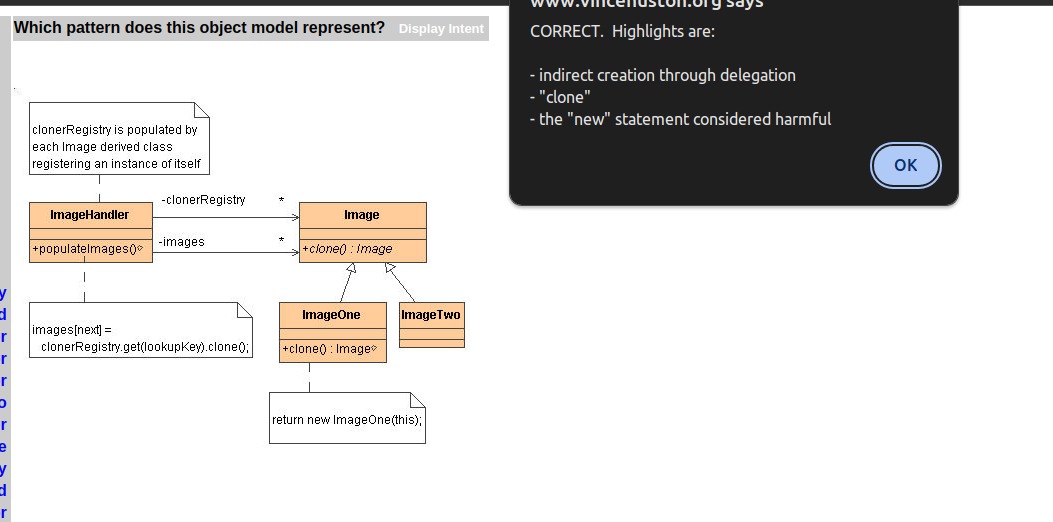 www.vincehuston.org says
Which pattern does this object model represent? Display Intent
CORRECT. Highlights are:
- indirect creation through delegation
- "clone"
- the "new" statement considered harmful
OK
clonerRegistry is populated by
each Image derived class
registering an instance of itself
-clonerRegistry *
ImageHandler
Image
-images *
+populateImages()
+clone() : Image
ImageOne
ImageTwo
images[next] =
clonerRegistry.get(lookupKey).clone();
+clone() : Image
return new ImageOne(this);
y
d
r
r
r
o
r
e
y
d
r